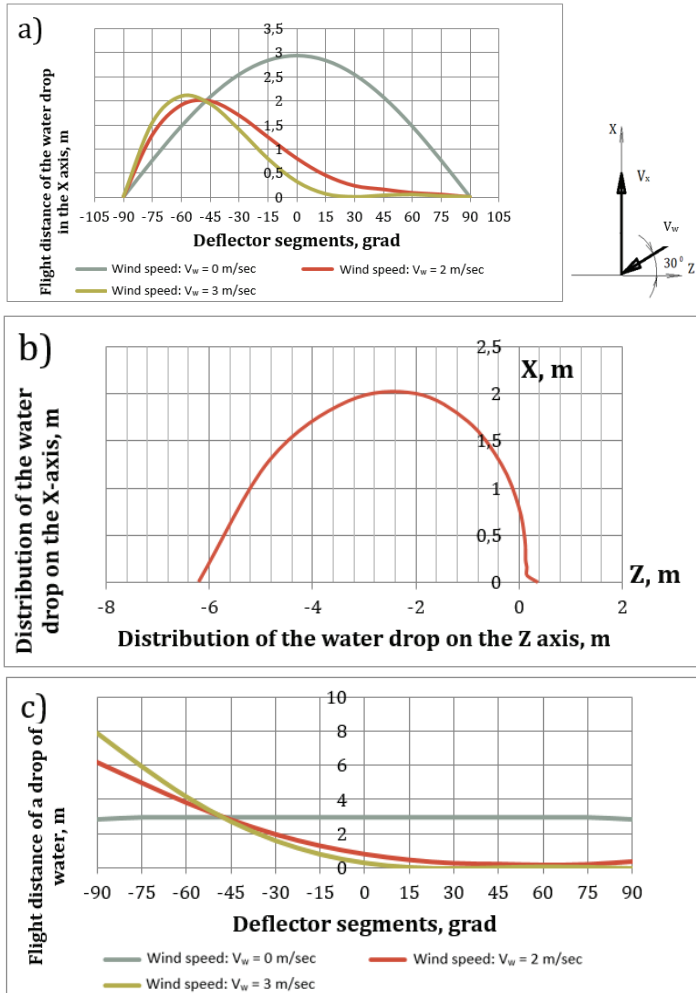 a)
3,5
3
2,5
2
1,5
1
0,5
0
Flight distance of the water drop
in the X axis, m
-105 -90 -75 -60 -45 -30 -15 0 15 30 45 60 75 90 105
Deflector segments, grad
Wind speed: Vw = 0 m/sec
Wind speed: Vw = 2 m/sec
Wind speed: Vw = 3 m/sec
X
Vx
Vw
30⁰
Z
b)
2,5
2
1,5
1
0,5
0
X, m
Distribution of the water
drop on the X-axis, m
Z, m
-8 -6 -4 -2 0 2
Distribution of the water drop on the Z axis, m
c)
10
8
6
4
2
0
Flight distance of a drop of
water, m
-90 -75 -60 -45 -30 -15 0 15 30 45 60 75 90
Deflector segments, grad
Wind speed: Vw = 0 m/sec
Wind speed: Vw = 2 m/sec
Wind speed: Vw = 3 m/sec